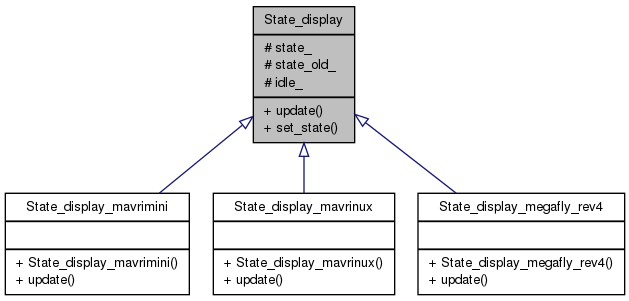 State_display
# state_
# state_old_
# idle_
+ update()
+ set_state()
State_display_mavrimini
+ State_display_mavrimini()
+ update()
State_display_mavrinux
+ State_display_mavrinux()
+ update()
State_display_megafly_rev4
+ State_display_megafly_rev4()
+ update()